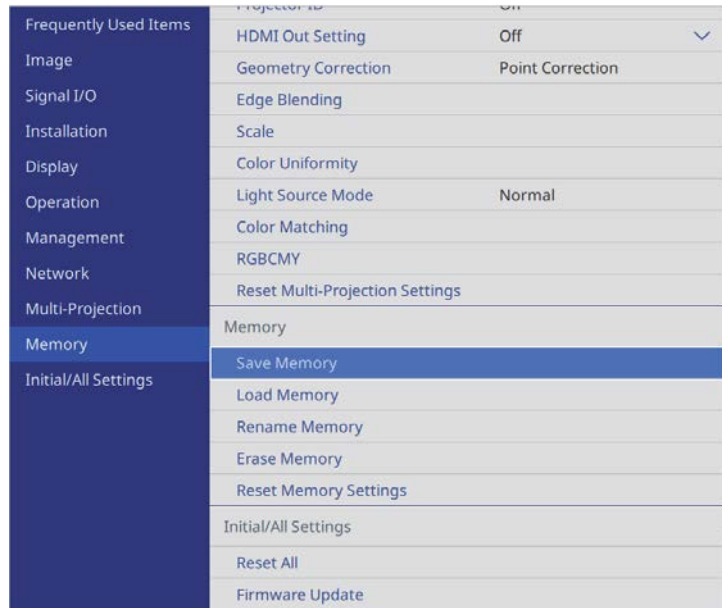 Frequently Used Items
Image
Signal I/O
Installation
Display
Operation
Management
Network
Multi-Projection
Memory
Initial/All Settings
Projector ID Off
HDMI Out Setting Off
Geometry Correction Point Correction
Edge Blending
Scale
Color Uniformity
Light Source Mode Normal
Color Matching
RGBCMY
Reset Multi-Projection Settings
Memory
Save Memory
Load Memory
Rename Memory
Erase Memory
Reset Memory Settings
Initial/All Settings
Reset All
Firmware Update